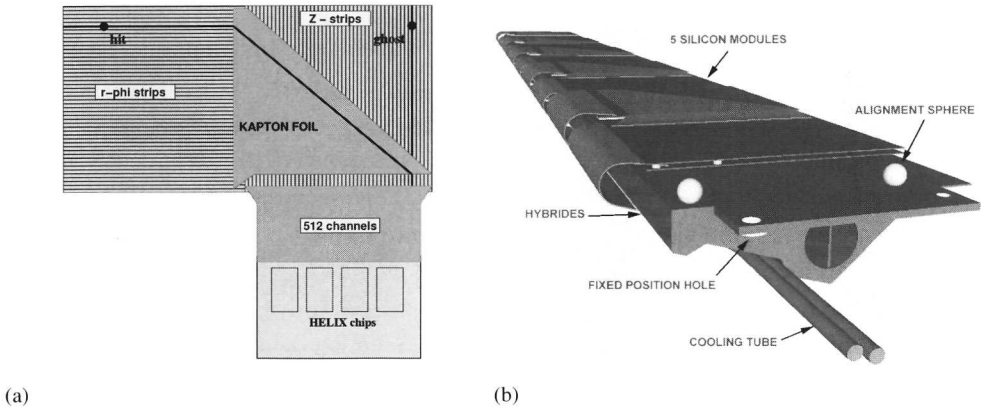 Z - strips
hit
ghost
r-phi strips
KAPTON FOIL
512 channels
HELIX chips
(a)
5 SILICON MODULES
ALIGNMENT SPHERE
HYBRIDES
FIXED POSITION HOLE
COOLING TUBE
(b)